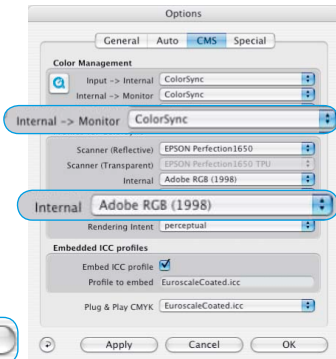 Options
General Auto CMS Special
Color Management
Input -> Internal ColorSync
Internal -> Monitor ColorSync
Internal -> Monitor ColorSync
Scanner (Reflective) EPSON Perfection1650
Scanner (Transparent) EPSON Perfection1650 TPU
Internal Adobe RGB (1998)
Internal Adobe RGB (1998)
Rendering Intent perceptual
Embedded ICC profiles
Embed ICC profile
Profile to embed EuroscaleCoated.icc
Plug & Play CMYK EuroscaleCoated.icc
Apply Cancel OK